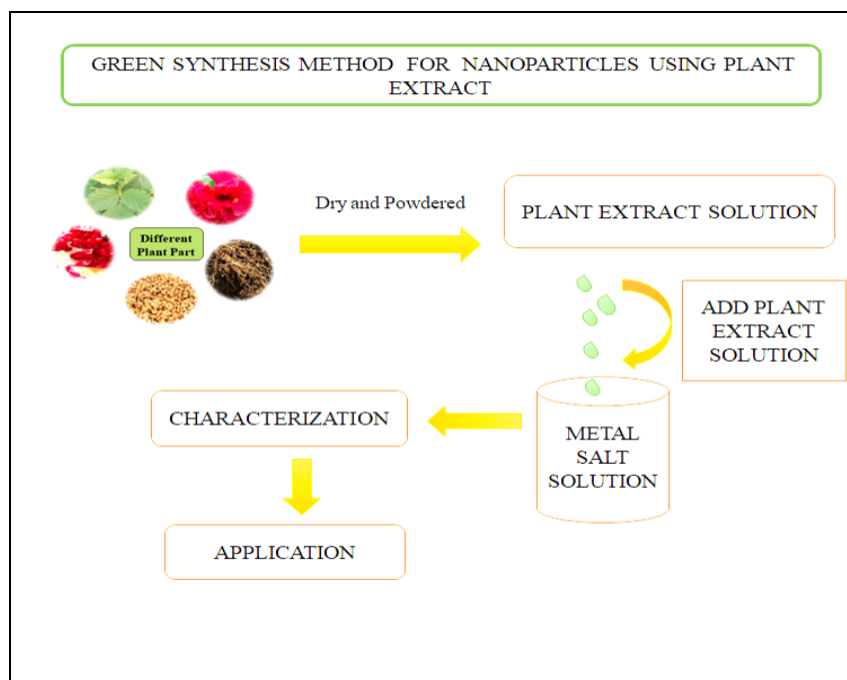 GREEN SYNTHESIS METHOD FOR NANOPARTICLES USING PLANT
EXTRACT
Different
Plant Part
Dry and Powdered
PLANT EXTRACT SOLUTION
ADD PLANT
EXTRACT
SOLUTION
METAL
SALT
SOLUTION
CHARACTERIZATION
APPLICATION